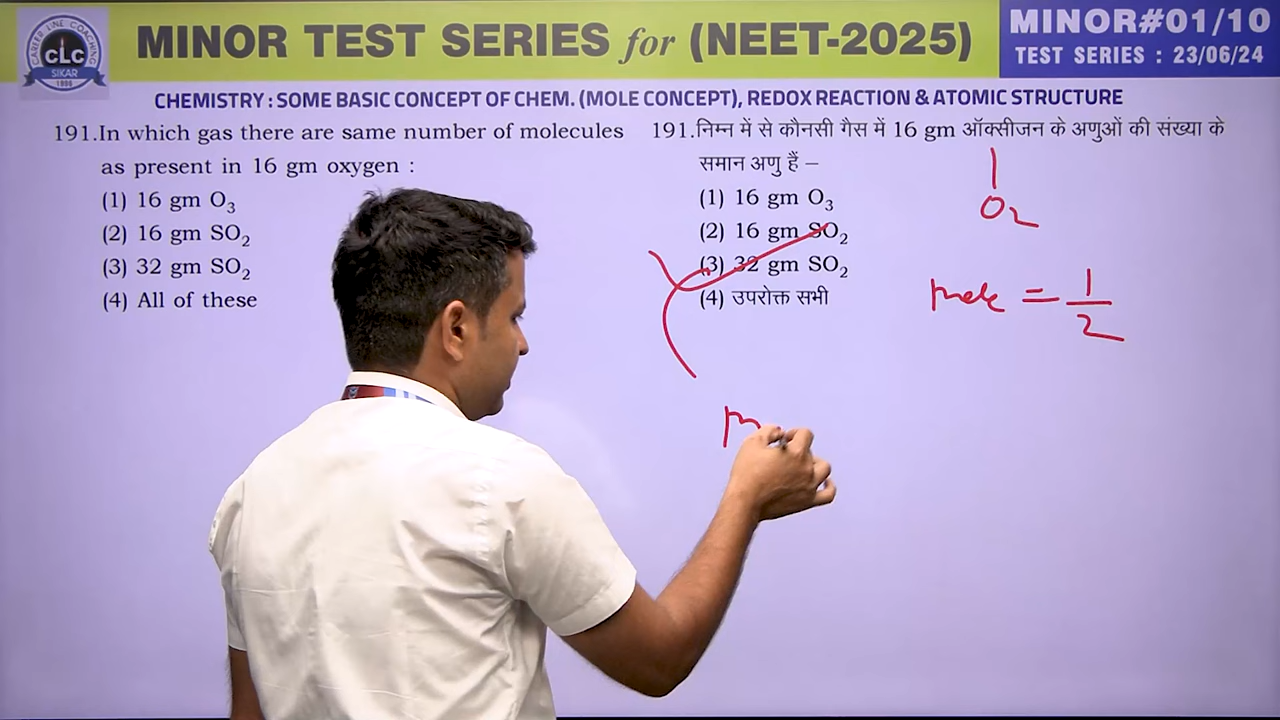 CAREER LINE COACHING
CLC
SIKAR
1996
MINOR TEST SERIES for (NEET-2025)
MINOR#01/10
TEST SERIES : 23/06/24
CHEMISTRY : SOME BASIC CONCEPT OF CHEM. (MOLE CONCEPT), REDOX REACTION & ATOMIC STRUCTURE
191.In which gas there are same number of molecules
as present in 16 gm oxygen :
(1) 16 gm O3
(2) 16 gm SO2
(3) 32 gm SO2
(4) All of these
191.निम्न में से कौनसी गैस में 16 gm ऑक्सीजन के अणुओं की संख्या के
समान अणु हैं –
(1) 16 gm O3
(2) 16 gm SO2
(3) 32 gm SO2
(4) उपरोक्त सभी
O2
mole = 1/2
m